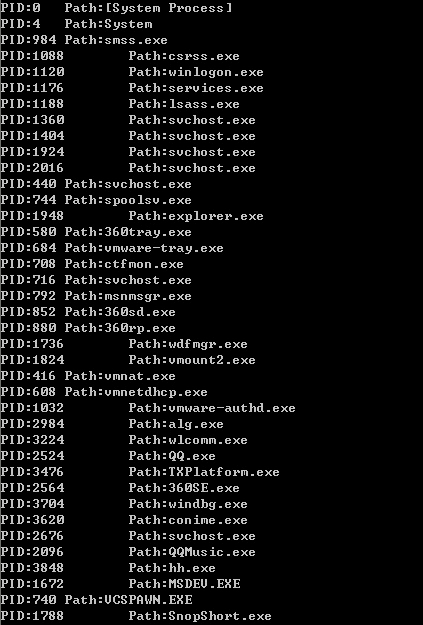 PID:0   Path:[System Process]
PID:4   Path:System
PID:984 Path:smss.exe
PID:1088        Path:csrss.exe
PID:1120        Path:winlogon.exe
PID:1176        Path:services.exe
PID:1188        Path:lsass.exe
PID:1360        Path:svchost.exe
PID:1404        Path:svchost.exe
PID:1924        Path:svchost.exe
PID:2016        Path:svchost.exe
PID:440 Path:svchost.exe
PID:744 Path:spoolsv.exe
PID:1948        Path:explorer.exe
PID:580 Path:360tray.exe
PID:684 Path:vmware-tray.exe
PID:708 Path:ctfmon.exe
PID:716 Path:svchost.exe
PID:792 Path:msnmsgr.exe
PID:852 Path:360sd.exe
PID:880 Path:360rp.exe
PID:1736        Path:wdfmgr.exe
PID:1824        Path:vmount2.exe
PID:416 Path:vmnat.exe
PID:608 Path:vmnetdhcp.exe
PID:1032        Path:vmware-authd.exe
PID:2984        Path:alg.exe
PID:3224        Path:wlcomm.exe
PID:2524        Path:QQ.exe
PID:3476        Path:TXPlatform.exe
PID:2564        Path:360SE.exe
PID:3704        Path:windbg.exe
PID:3620        Path:conime.exe
PID:2676        Path:svchost.exe
PID:2096        Path:QQMusic.exe
PID:3848        Path:hh.exe
PID:1672        Path:MSDEV.EXE
PID:740 Path:VCSPAWN.EXE
PID:1788        Path:SnopShort.exe